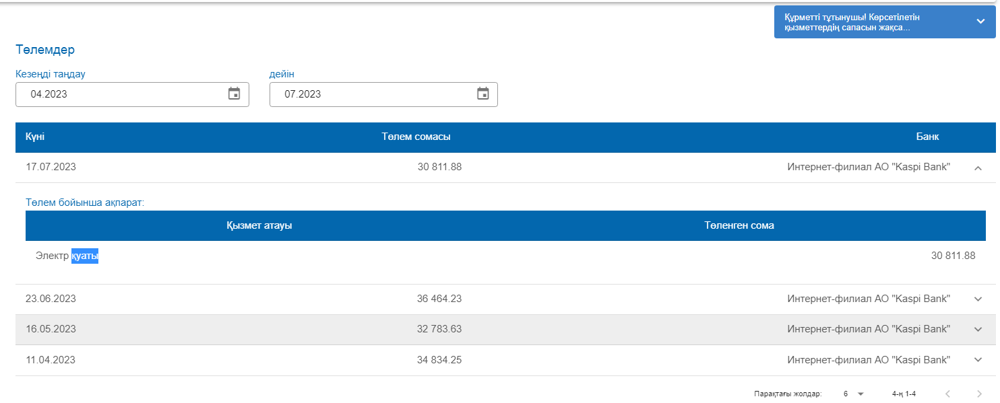 Құрметті тұтынушы! Көрсетілетін
қызметтердің сапасын жақса...
Төлемдер
Кезеңді таңдау дейін
04.2023 07.2023
Күні Төлем сомасы Банк
17.07.2023 30 811.88 Интернет-филиал АО "Kaspi Bank"
Төлем бойынша ақпарат:
Қызмет атауы Төленген сома
Электр қуаты 30 811.88
23.06.2023 36 464.23 Интернет-филиал АО "Kaspi Bank"
16.05.2023 32 783.63 Интернет-филиал АО "Kaspi Bank"
11.04.2023 34 834.25 Интернет-филиал АО "Kaspi Bank"
Парақтағы жолдар: 6 4-ң 1-4